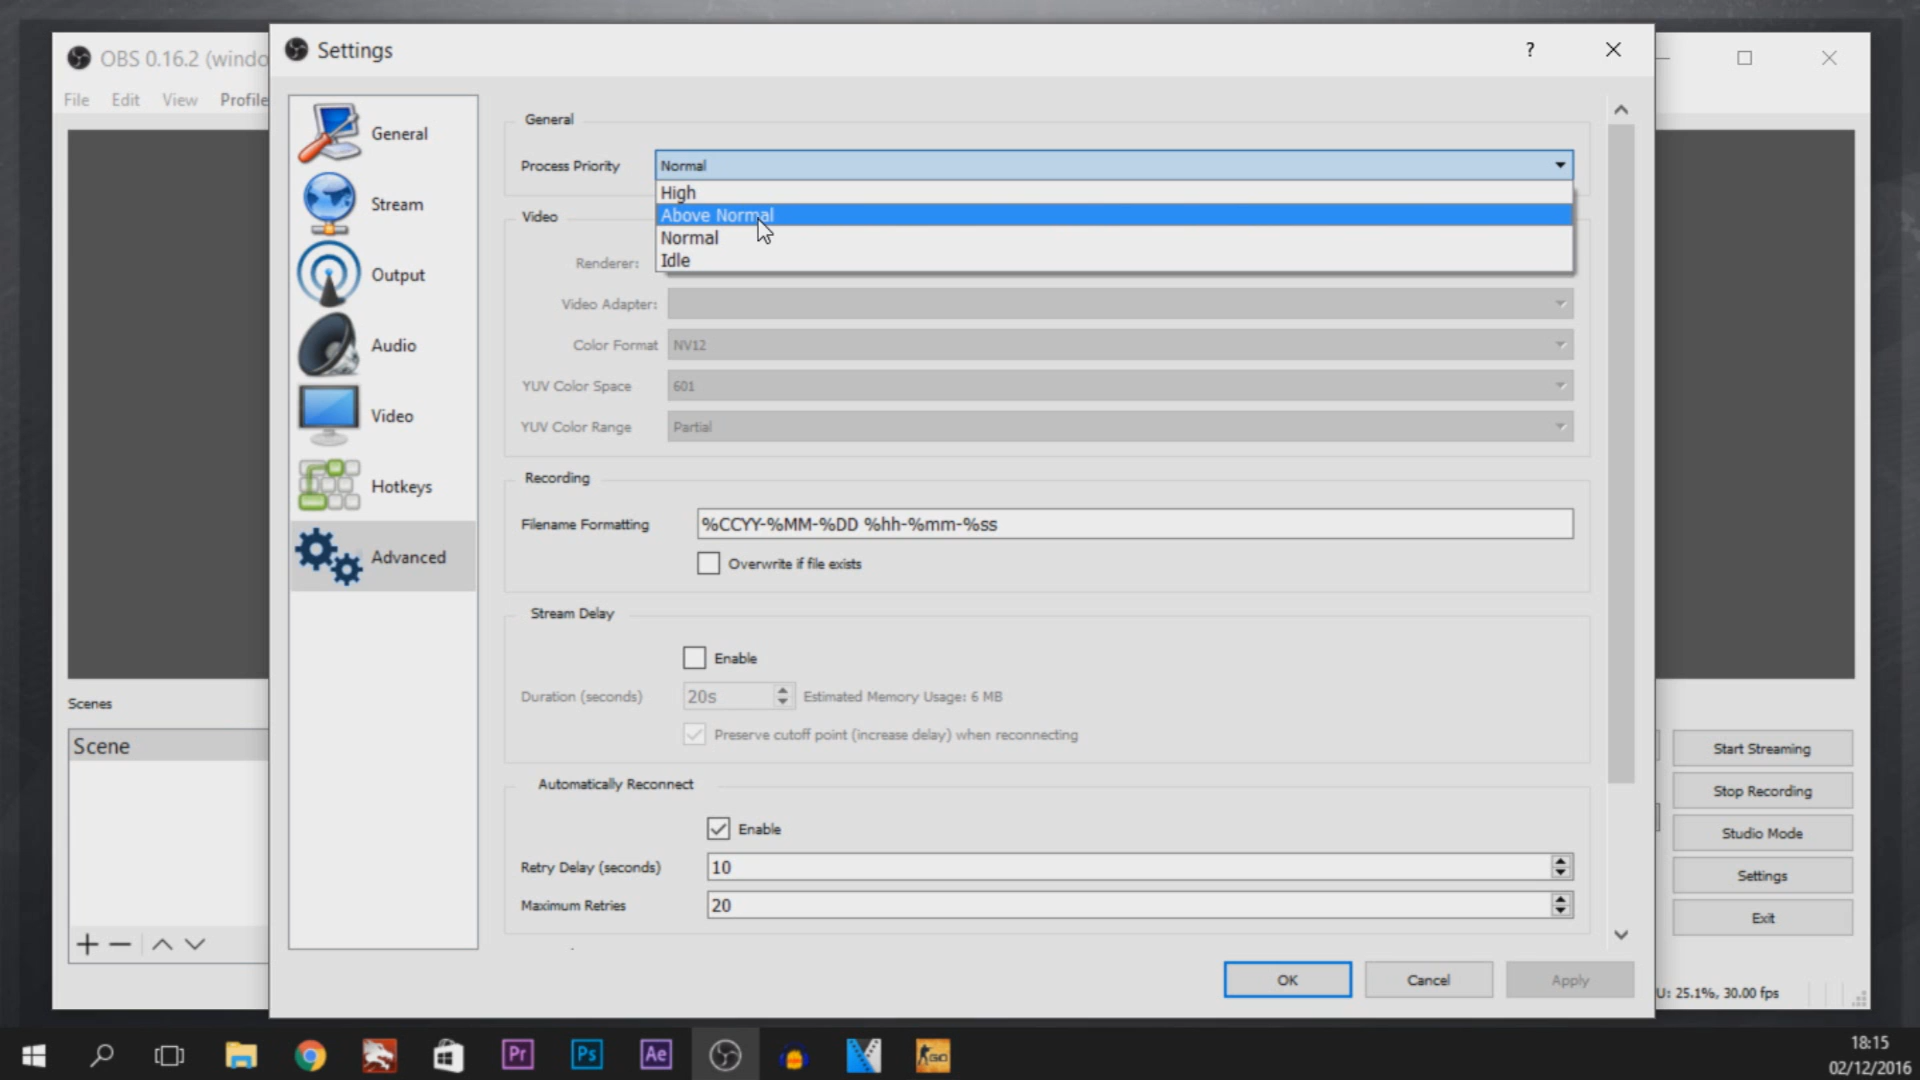 OBS 0.16.2 (windo
File Edit View Profile
Settings
?
General
Stream
Output
Audio
Video
Hotkeys
Advanced
General
Process Priority Normal
High
Above Normal
Normal
Idle
Video
Renderer:
Video Adapter:
Color Format NV12
YUV Color Space 601
YUV Color Range Partial
Recording
Filename Formatting %CCYY-%MM-%DD %hh-%mm-%ss
Overwrite if file exists
Stream Delay
Enable
Duration (seconds) 20s Estimated Memory Usage: 6 MB
Preserve cutoff point (increase delay) when reconnecting
Automatically Reconnect
Enable
Retry Delay (seconds) 10
Maximum Retries 20
OK Cancel Apply
Scenes
Scene
Start Streaming
Stop Recording
Studio Mode
Settings
Exit
U: 25.1%, 30.00 fps
Pr Ps Ae GO
18:15
02/12/2016